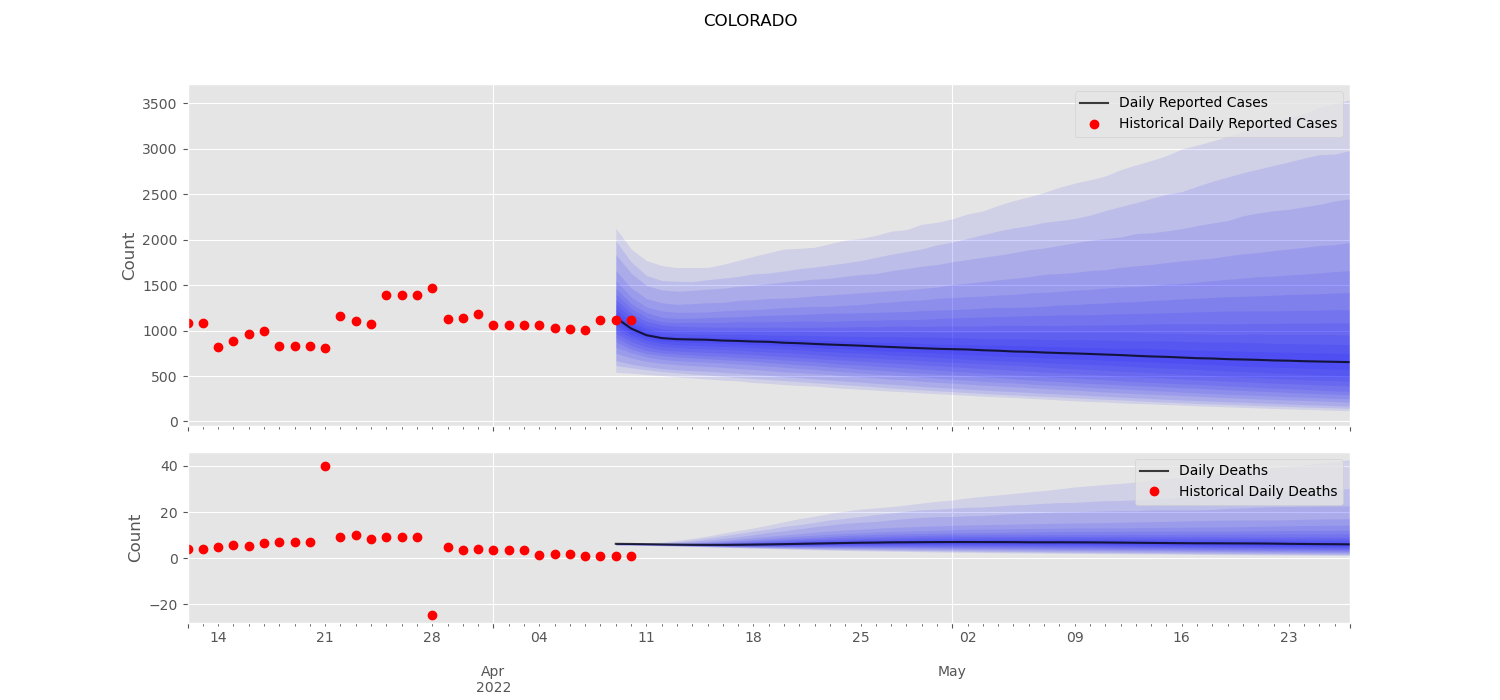 COLORADO
3500
3000
2500
2000
1500
1000
500
0
Count
Daily Reported Cases
Historical Daily Reported Cases
40
20
0
−20
Count
Daily Deaths
Historical Daily Deaths
14 21 28 04 11 18 25 02 09 16 23
Apr May
2022